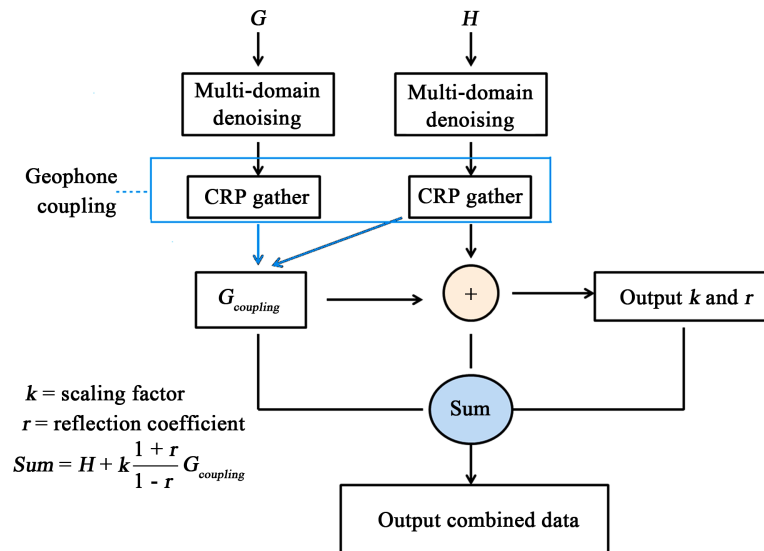 G
H
Multi-domain
denoising
Multi-domain
denoising
Geophone
coupling
CRP gather
CRP gather
G_coupling
+
Output k and r
k = scaling factor
r = reflection coefficient
Sum = H + k (1 + r)/(1 - r) G_coupling
Sum
Output combined data